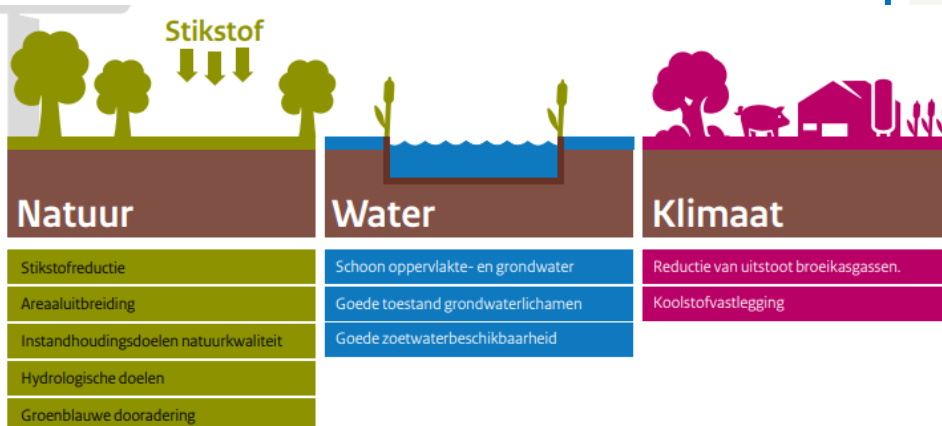 Stikstof
Natuur
Stikstofreductie
Areaaluitbreiding
Instandhoudingsdoelen natuurkwaliteit
Hydrologische doelen
Groenblauwe dooradering
Water
Schoon oppervlakte- en grondwater
Goede toestand grondwaterlichamen
Goede zoetwaterbeschikbaarheid
Klimaat
Reductie van uitstoot broeikasgassen.
Koolstofvastlegging